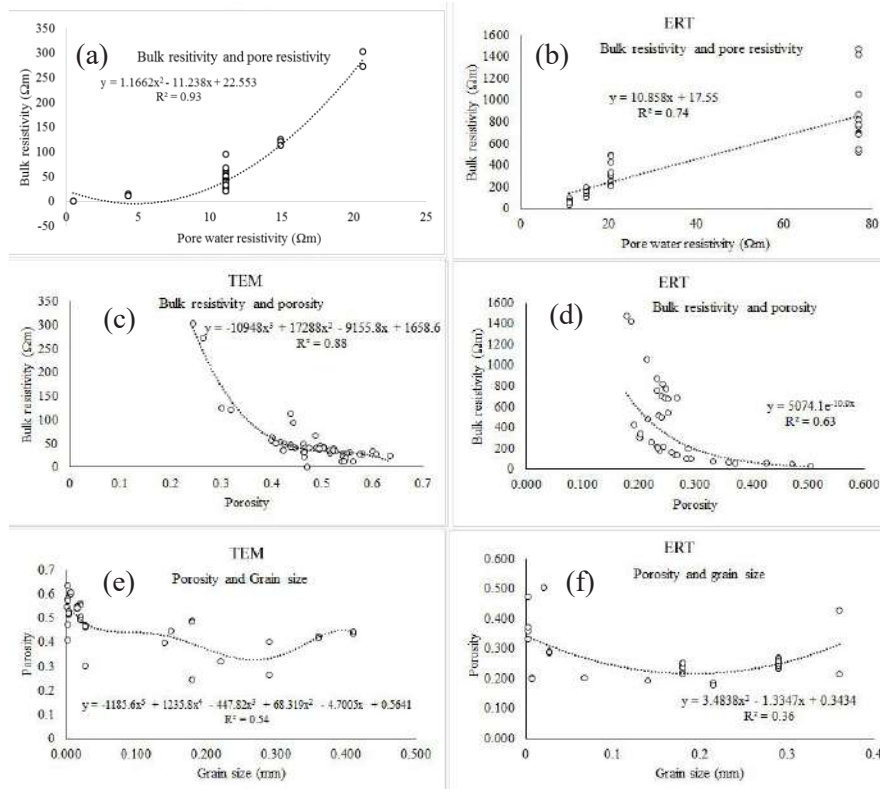 (a)
Bulk resitivity and pore resistivity
y = 1.1662x² - 11.238x + 22.553
R² = 0.93
Bulk resistivity (Ωm)
350
300
250
200
150
100
50
0
-50
0 5 10 15 20 25
Pore water resistivity (Ωm)
ERT
(b)
Bulk resistivity and pore resistivity
y = 10.858x + 17.55
R² = 0.74
Bulk resistivity (Ωm)
1600
1400
1200
1000
800
600
400
200
0
0 20 40 60 80
Pore water resistivity (Ωm)
TEM
(c)
Bulk resistivity and porosity
y = -10948x³ + 17288x² - 9155.8x + 1658.6
R² = 0.88
Bulk resistivity (Ωm)
350
300
250
200
150
100
50
0
0 0.1 0.2 0.3 0.4 0.5 0.6 0.7
Porosity
ERT
(d)
Bulk resistivity and porosity
R² = 0.63
Bulk resistivity (Ωm)
1600
1400
1200
1000
800
600
400
200
0
0.000 0.100 0.200 0.300 0.400 0.500 0.600
Porosity
TEM
(e)
Porosity and Grain size
y = -1185.6x⁵ + 1235.8x⁴ - 447.82x³ + 68.319x² - 4.7005x + 0.5641
R² = 0.54
0.7
0.6
0.5
0.4
0.3
0.2
0.1
0
0.000 0.100 0.200 0.300 0.400 0.500
Grain size (mm)
ERT
(f)
Porosity and grain size
y = 3.4838x² - 1.3347x + 0.3434
R² = 0.36
Porosity
0.600
0.500
0.400
0.300
0.200
0.100
0.000
0 0.1 0.2 0.3 0.4
Grain size (mm)